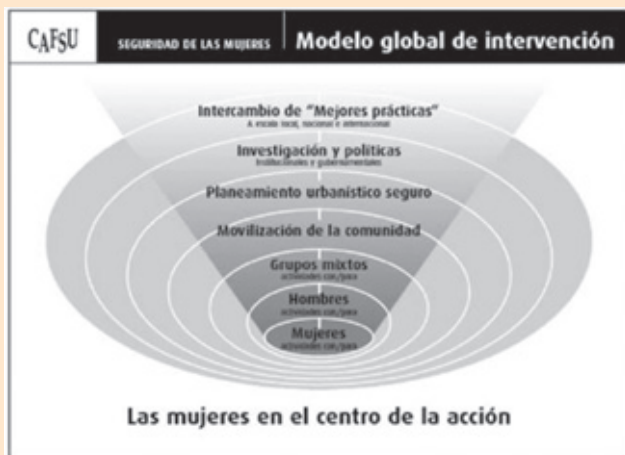 CAFSU
SEGURIDAD DE LAS MUJERES
Modelo global de intervención
Intercambio de "Mejores prácticas"
A escala local, nacional e internacional
Investigación y políticas
Institucionales y gubernamentales
Planeamiento urbanístico seguro
Movilización de la comunidad
Grupos mixtos
actividades con/para
Hombres
actividades con/para
Mujeres
actividades con/para
Las mujeres en el centro de la acción